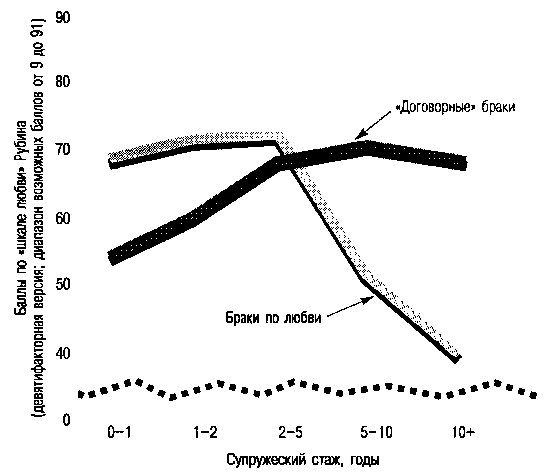 Баллы по «шкале любви» Рубина
(девятифакторная версия; диапазон возможных баллов от 9 до 91)
90
80
70
60
50
40
0
«Договорные» браки
Браки по любви
0–1 1–2 2–5 5–10 10+
Супружеский стаж, годы